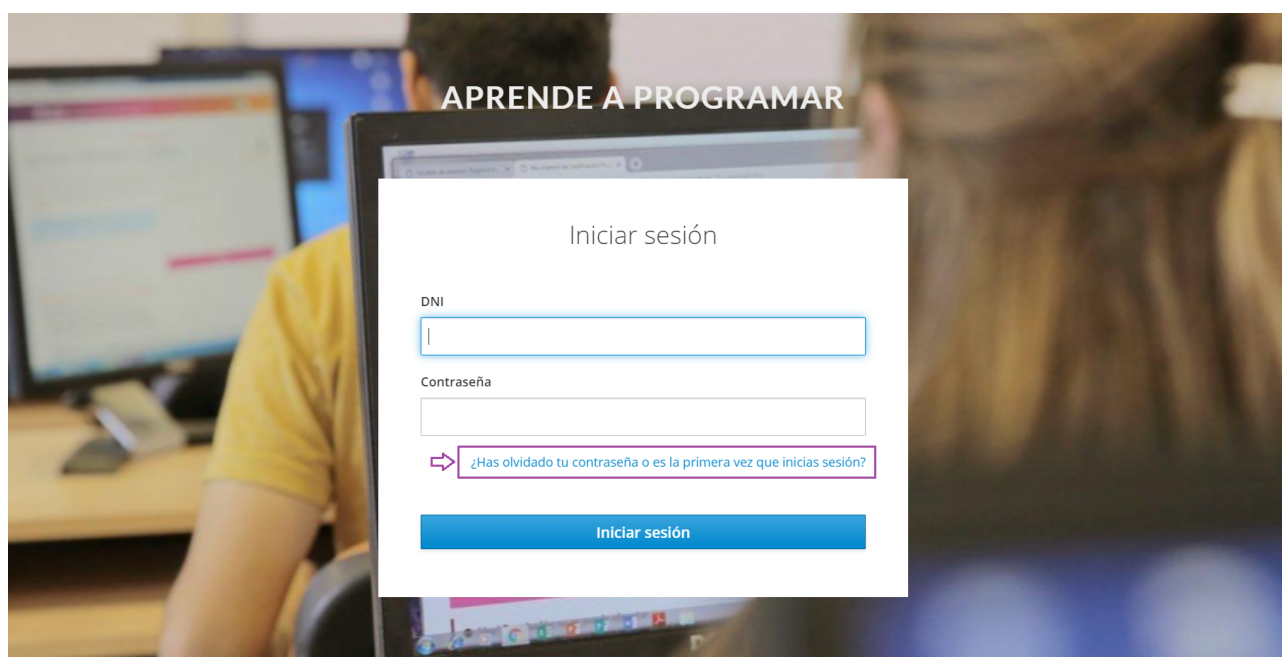 APRENDE A PROGRAMAR
Iniciar sesión
DNI
Contraseña
¿Has olvidado tu contraseña o es la primera vez que inicias sesión?
Iniciar sesión